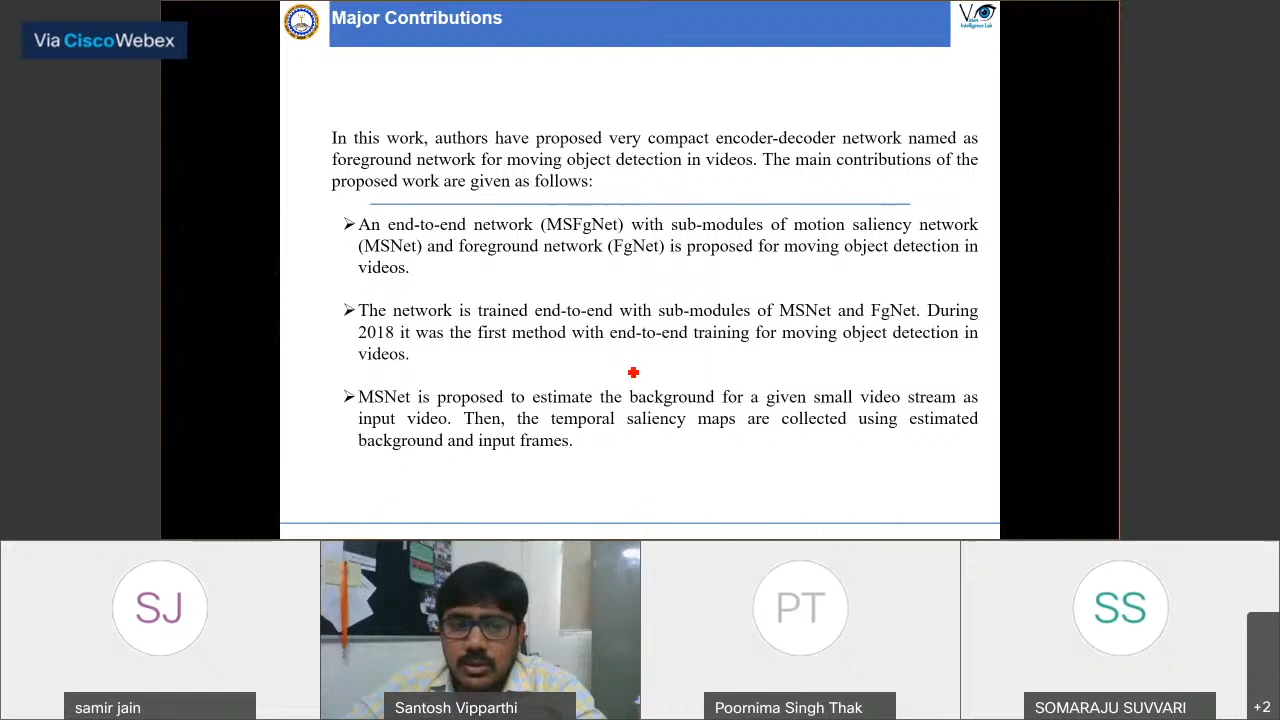 Major Contributions
Vision
Intelligence Lab
Via CiscoWebex
In this work, authors have proposed very compact encoder-decoder network named as
foreground network for moving object detection in videos. The main contributions of the
proposed work are given as follows:
➢An end-to-end network (MSFgNet) with sub-modules of motion saliency network
(MSNet) and foreground network (FgNet) is proposed for moving object detection in
videos.
➢The network is trained end-to-end with sub-modules of MSNet and FgNet. During
2018 it was the first method with end-to-end training for moving object detection in
videos.
➢MSNet is proposed to estimate the background for a given small video stream as
input video. Then, the temporal saliency maps are collected using estimated
background and input frames.
SJ
PT
SS
samir jain
Santosh Vipparthi
Poornima Singh Thak
SOMARAJU SUVVARI
+2